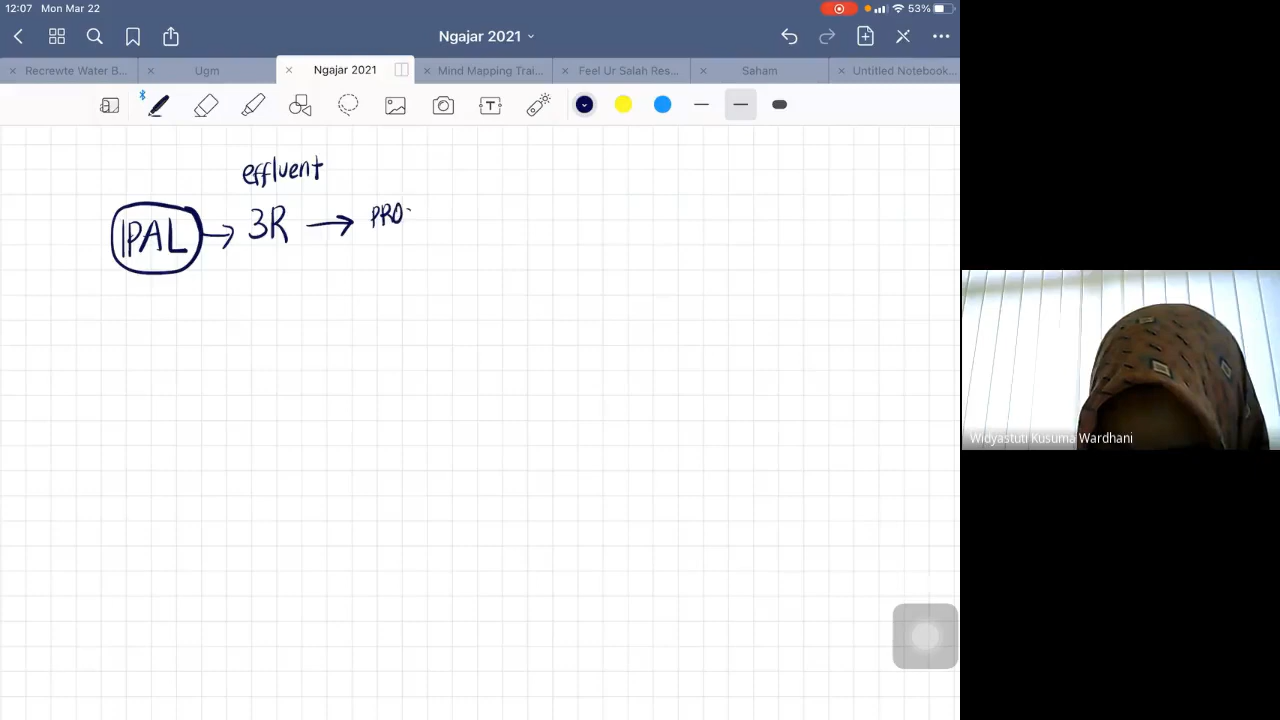 12:07 Mon Mar 22
53%
Ngajar 2021
Recrewte Water B...
Ugm
Ngajar 2021
Mind Mapping Trai...
Feel Ur Salah Res...
Saham
Untitled Notebook...
effluent
IPAL → 3R → PRO
Widyastuti Kusuma Wardhani